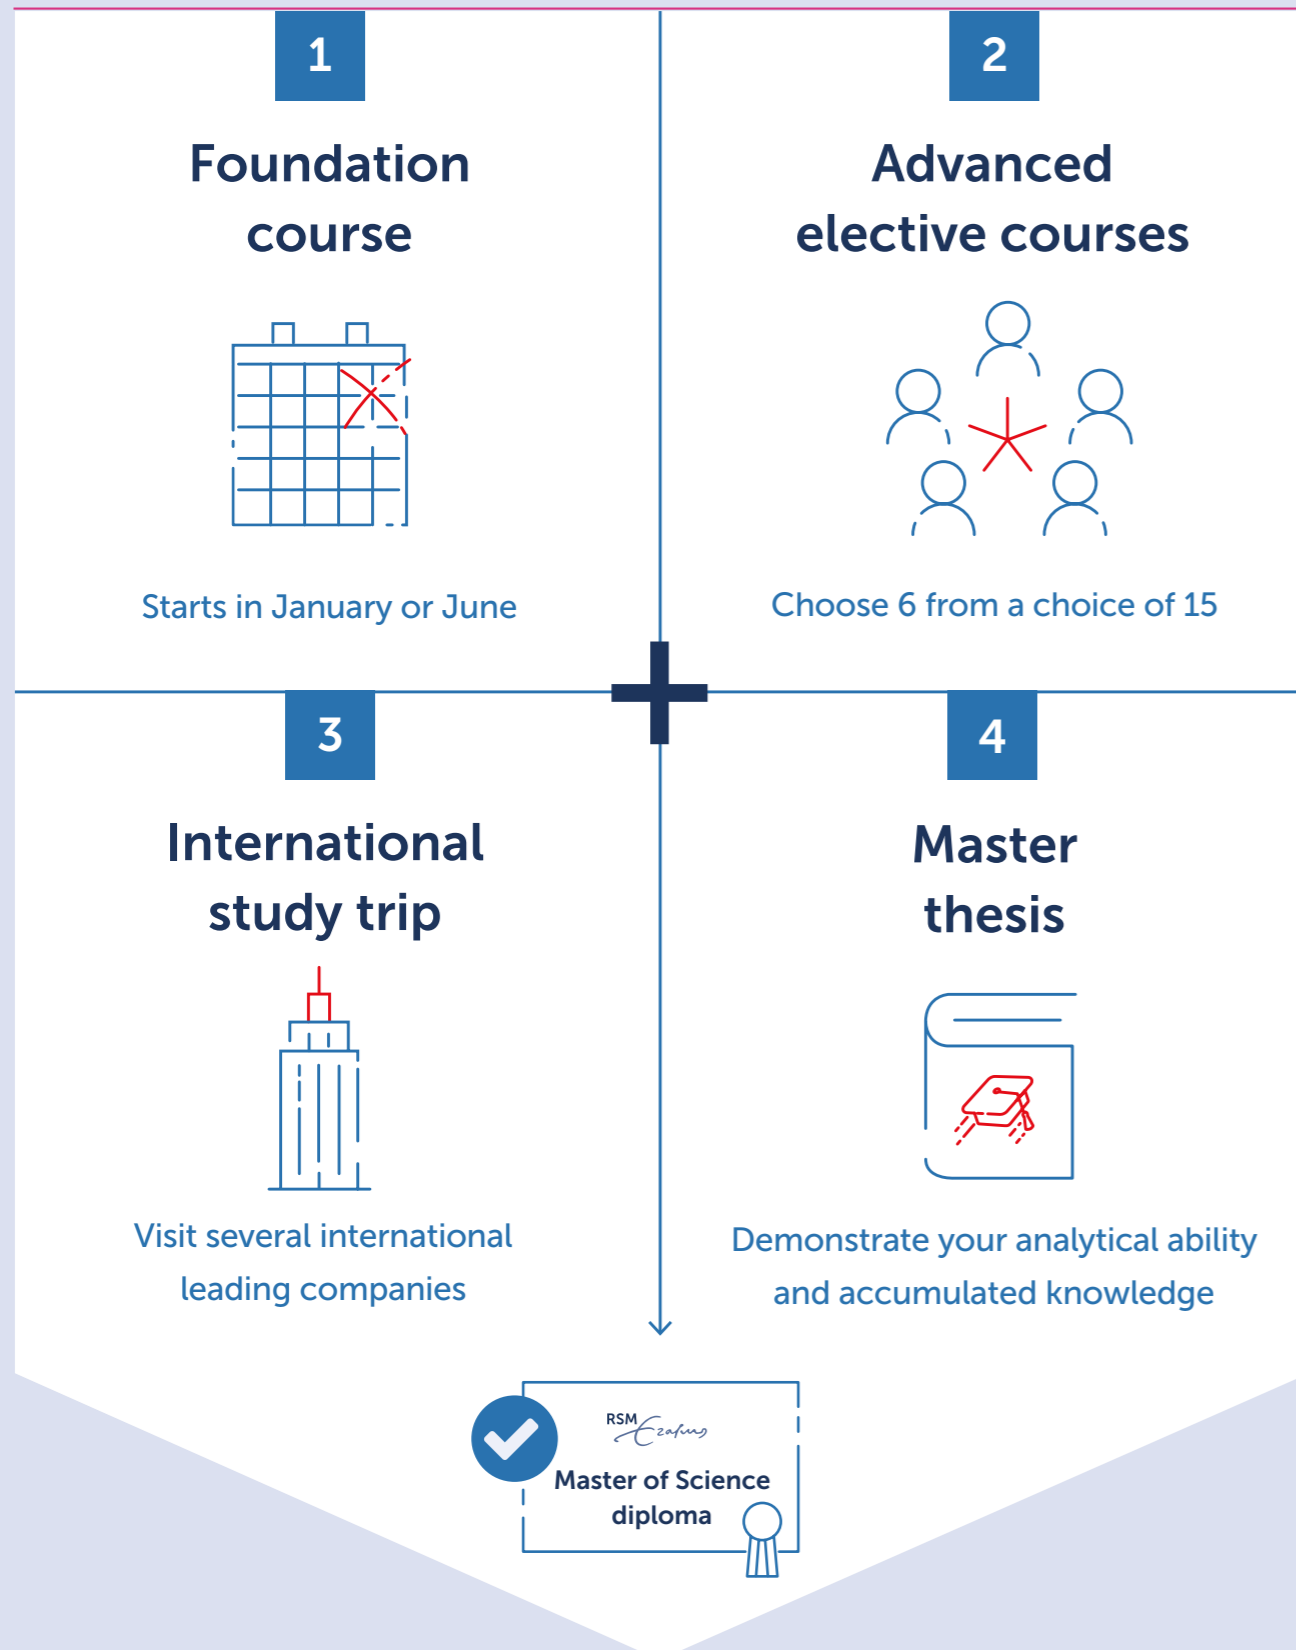 1
Foundation
course
Starts in January or June
2
Advanced
elective courses
Choose 6 from a choice of 15
3
International
study trip
Visit several international
leading companies
4
Master
thesis
Demonstrate your analytical ability
and accumulated knowledge
RSM Erasmus
Master of Science
diploma